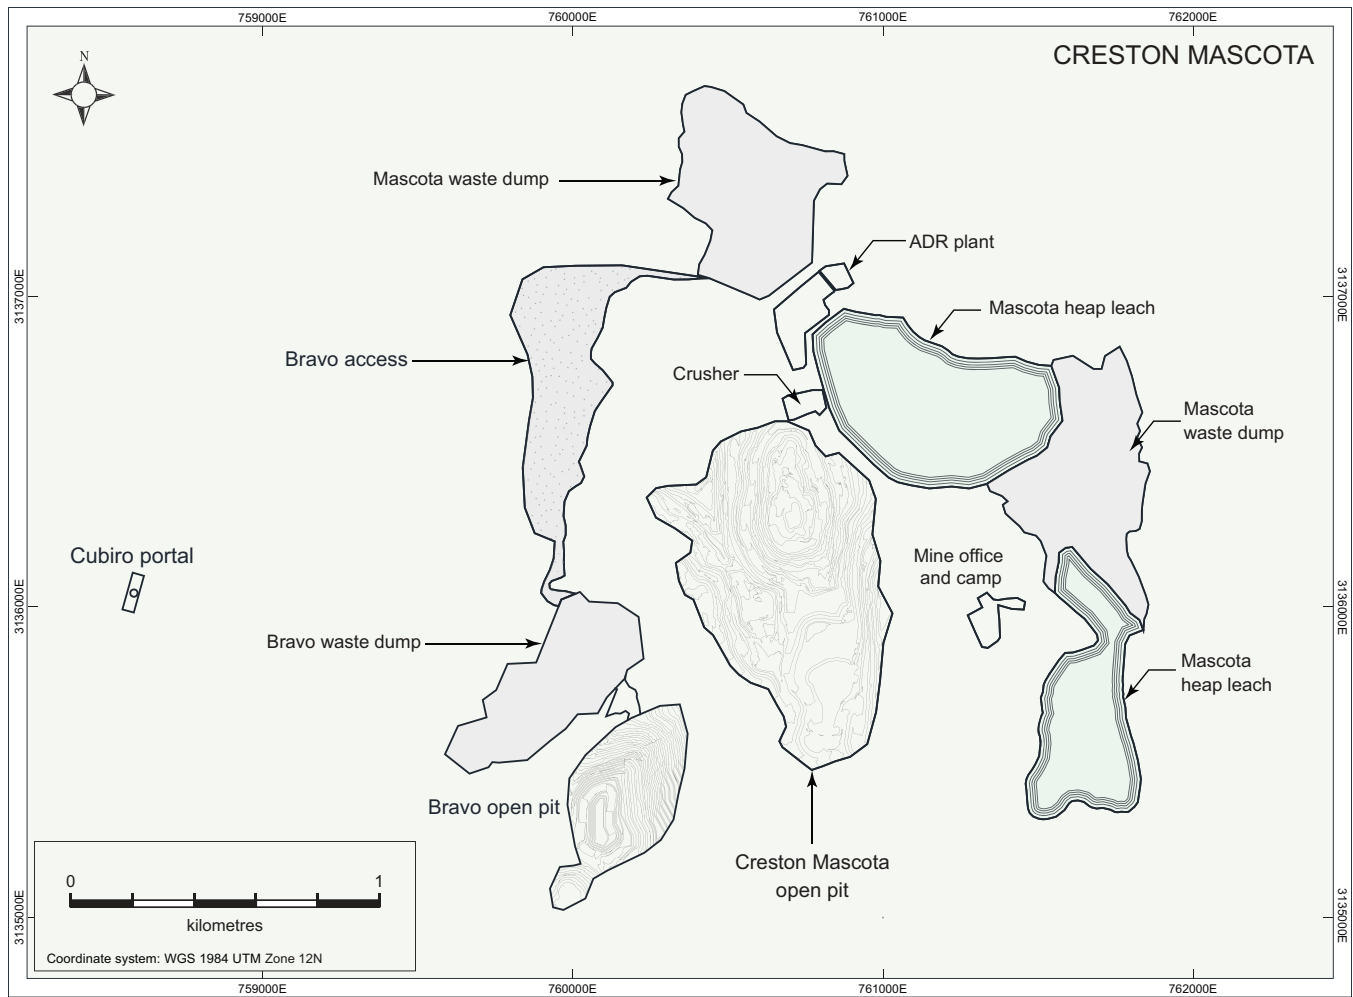 759000E
760000E
761000E
762000E
CRESTON MASCOTA
N
Mascota waste dump
ADR plant
3137000E
3137000E
Mascota heap leach
Bravo access
Crusher
Mascota
waste dump
Cubiro portal
Mine office
and camp
3136000E
3136000E
Bravo waste dump
Mascota
heap leach
Bravo open pit
Creston Mascota
open pit
0
1
kilometres
3135000E
3135000E
Coordinate system: WGS 1984 UTM Zone 12N
759000E
760000E
761000E
762000E